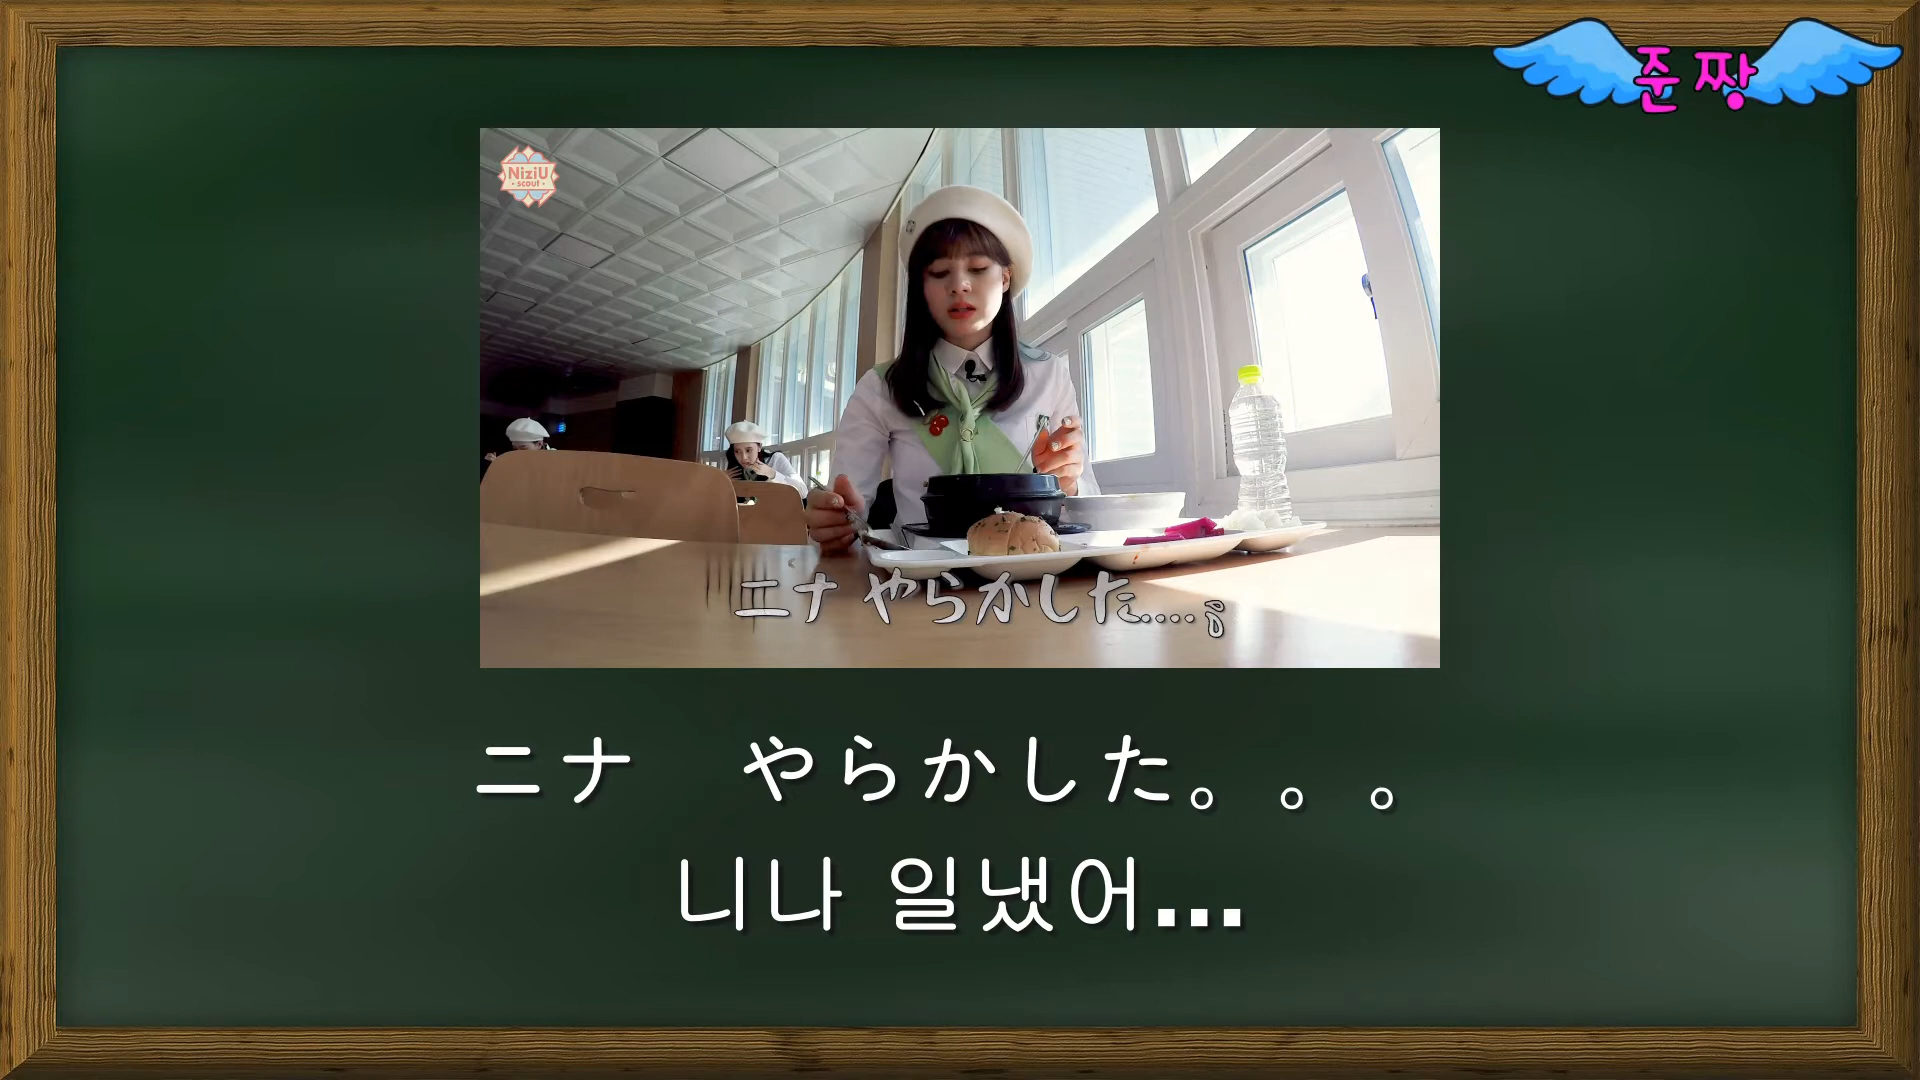 준 짱
NiziU
・scout・
ニナ やらかした....
ニナ　やらかした。。。
니나 일냈어...